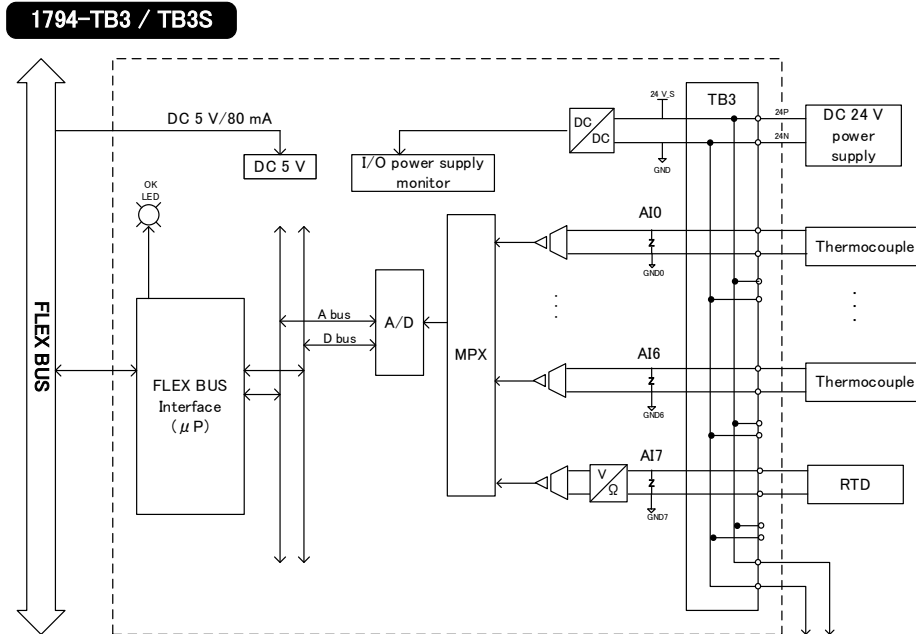 1794-TB3 / TB3S
DC 5 V/80 mA
DC 5 V
I/O power supply
monitor
DC
DC
24 V_S
GND
TB3
24P
24N
DC 24 V
power
supply
OK
LED
AI0
GND0
Thermocouple
FLEX BUS
FLEX BUS
Interface
(μP)
A bus
D bus
A/D
MPX
AI6
GND6
Thermocouple
AI7
V
Ω
GND7
RTD